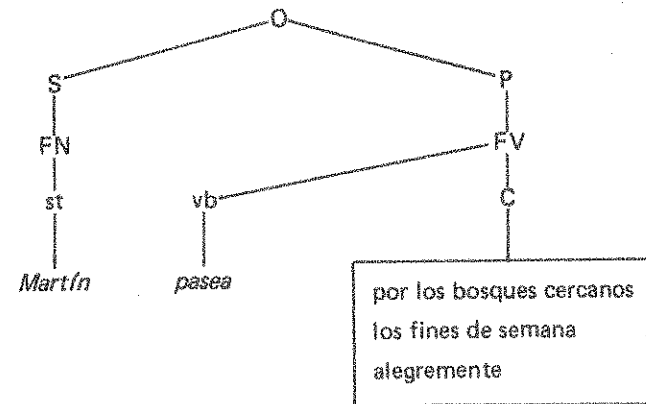 O
S P
FN FV
st vb C
Martín pasea
por los bosques cercanos
los fines de semana
alegremente